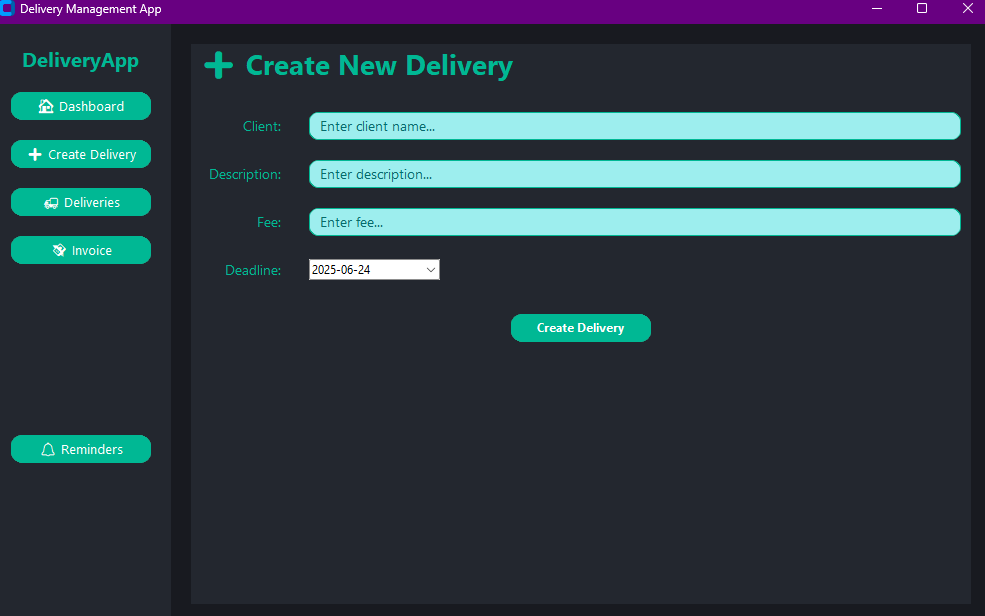 Delivery Management App
DeliveryApp
Dashboard
Create Delivery
Deliveries
Invoice
Reminders
Create New Delivery
Client:
Enter client name...
Description:
Enter description...
Fee:
Enter fee...
Deadline:
2025-06-24
Create Delivery